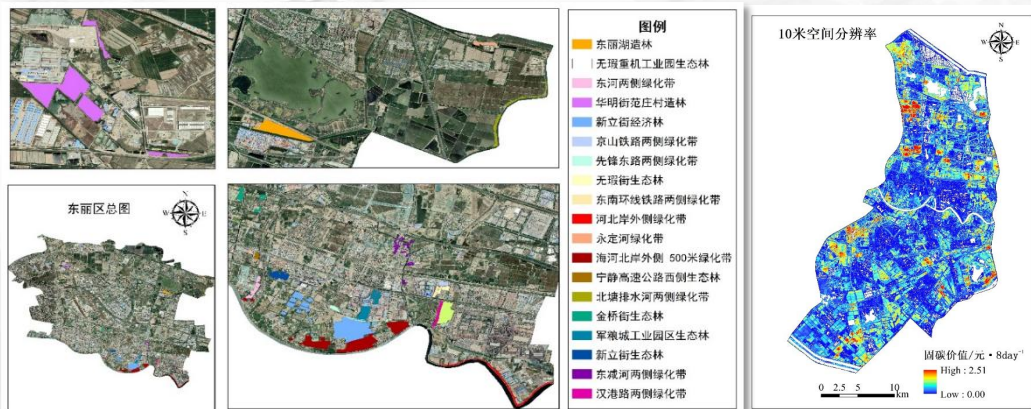 东丽区总图
N
W
E
S
图例
东丽湖造林
无瑕重机工业园生态林
东河两侧绿化带
华明街范庄村造林
新立街经济林
京山铁路两侧绿化带
先锋东路两侧绿化带
无瑕街生态林
东南环线铁路两侧绿化带
河北岸外侧绿化带
永定河绿化带
海河北岸外侧 500米绿化带
宁静高速公路西侧生态林
北塘排水河两侧绿化带
金桥街生态林
军粮城工业园区生态林
新立街生态林
东减河两侧绿化带
汉港路两侧绿化带
10米空间分辨率
N
W
E
S
固碳价值/元·8day⁻¹
High : 2.51
Low : 0.00
0 2.5 5 10
km